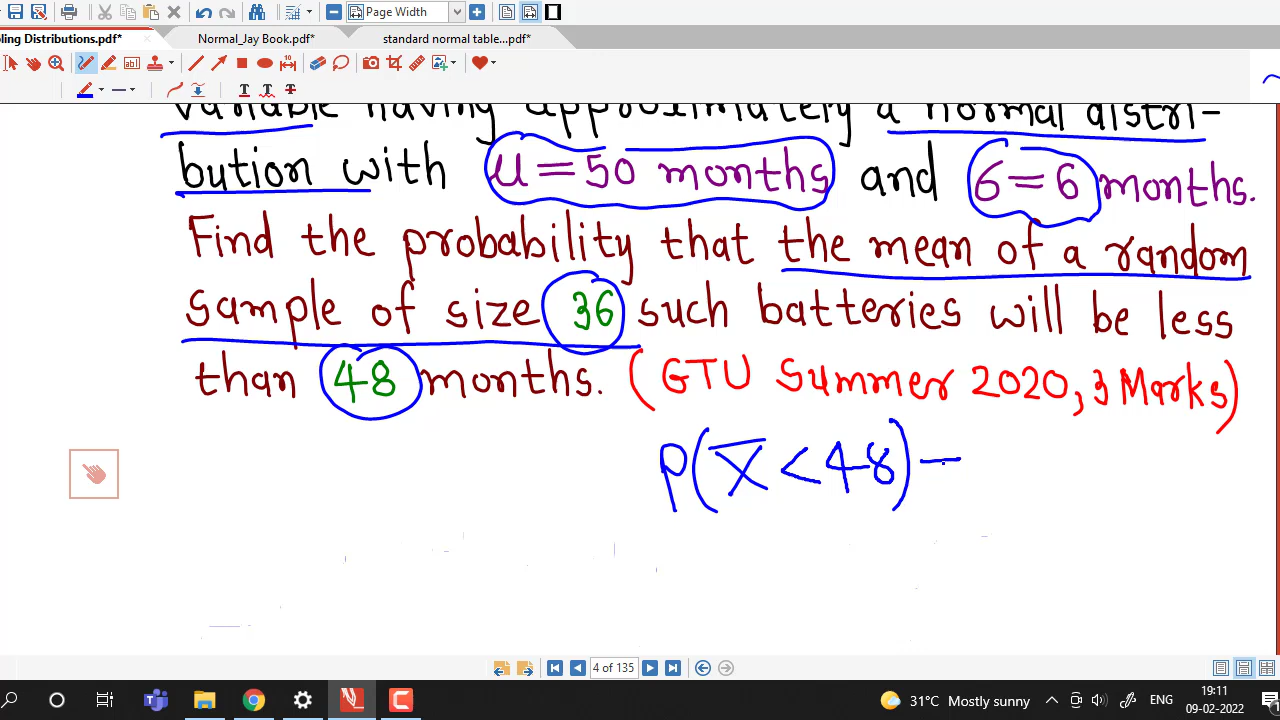 Page Width
ling Distributions.pdf*
Normal_Jay Book.pdf*
standard normal table...pdf*
variable having approximately a normal distri-
bution with μ = 50 months and σ = 6 months.
Find the probability that the mean of a random
sample of size 36 such batteries will be less
than 48 months. (GTU Summer 2020, 3 Marks)
P(X̅ < 48) -
4 of 135
31°C Mostly sunny
ENG
19:11
09-02-2022